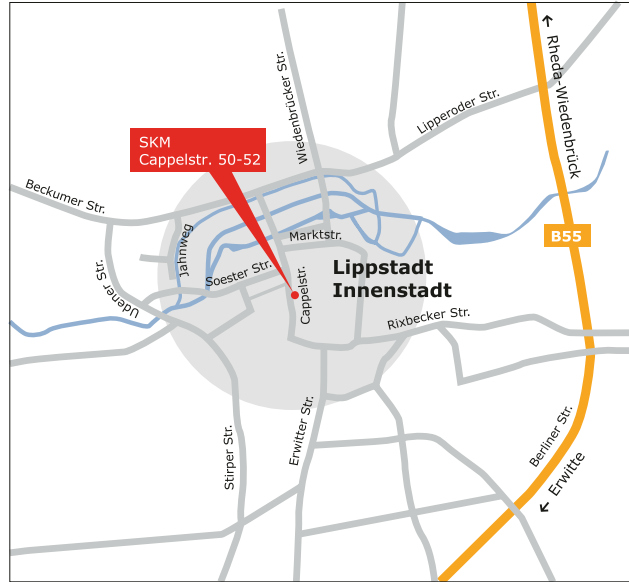 Rheda-Wiedenbrück
Wiedenbrücker Str.
Lipperoder Str.
SKM
Cappelstr. 50-52
Beckumer Str.
Jahnweg
Marktstr.
B55
Udener Str.
Soester Str.
Lippstadt
Innenstadt
Cappelstr.
Rixbecker Str.
Stirper Str.
Erwitter Str.
Berliner Str.
Erwitte